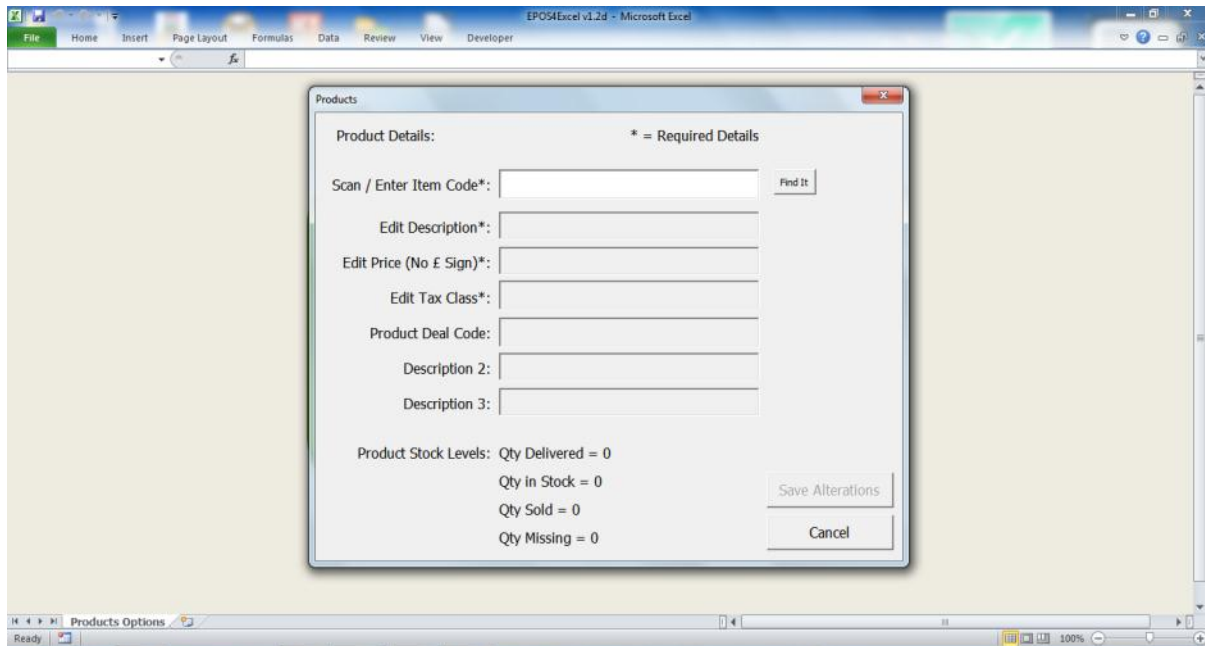 EPOS4Excel v1.2d - Microsoft Excel
File Home Insert Page Layout Formulas Data Review View Developer
fx
Products
Product Details: * = Required Details
Scan / Enter Item Code*: Find It
Edit Description*:
Edit Price (No £ Sign)*:
Edit Tax Class*:
Product Deal Code:
Description 2:
Description 3:
Product Stock Levels: Qty Delivered = 0
Qty in Stock = 0
Save Alterations
Qty Sold = 0
Cancel
Qty Missing = 0
Products Options
Ready 100%